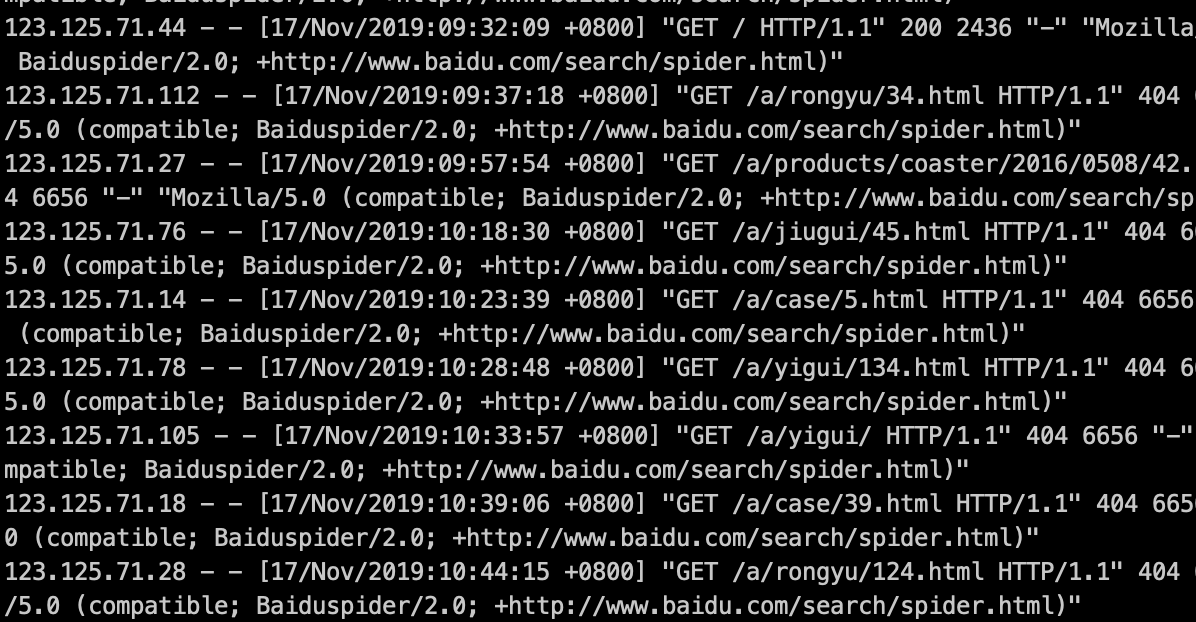 mpatible; Baiduspider/2.0; +http://www.baidu.com/search/spider.html)"
123.125.71.44 - - [17/Nov/2019:09:32:09 +0800] "GET / HTTP/1.1" 200 2436 "-" "Mozilla/
 Baiduspider/2.0; +http://www.baidu.com/search/spider.html)"
123.125.71.112 - - [17/Nov/2019:09:37:18 +0800] "GET /a/rongyu/34.html HTTP/1.1" 404
/5.0 (compatible; Baiduspider/2.0; +http://www.baidu.com/search/spider.html)"
123.125.71.27 - - [17/Nov/2019:09:57:54 +0800] "GET /a/products/coaster/2016/0508/42.
4 6656 "-" "Mozilla/5.0 (compatible; Baiduspider/2.0; +http://www.baidu.com/search/sp
123.125.71.76 - - [17/Nov/2019:10:18:30 +0800] "GET /a/jiugui/45.html HTTP/1.1" 404 6
5.0 (compatible; Baiduspider/2.0; +http://www.baidu.com/search/spider.html)"
123.125.71.14 - - [17/Nov/2019:10:23:39 +0800] "GET /a/case/5.html HTTP/1.1" 404 6656
 (compatible; Baiduspider/2.0; +http://www.baidu.com/search/spider.html)"
123.125.71.78 - - [17/Nov/2019:10:28:48 +0800] "GET /a/yigui/134.html HTTP/1.1" 404 6
5.0 (compatible; Baiduspider/2.0; +http://www.baidu.com/search/spider.html)"
123.125.71.105 - - [17/Nov/2019:10:33:57 +0800] "GET /a/yigui/ HTTP/1.1" 404 6656 "-"
mpatible; Baiduspider/2.0; +http://www.baidu.com/search/spider.html)"
123.125.71.18 - - [17/Nov/2019:10:39:06 +0800] "GET /a/case/39.html HTTP/1.1" 404 665
0 (compatible; Baiduspider/2.0; +http://www.baidu.com/search/spider.html)"
123.125.71.28 - - [17/Nov/2019:10:44:15 +0800] "GET /a/rongyu/124.html HTTP/1.1" 404
/5.0 (compatible; Baiduspider/2.0; +http://www.baidu.com/search/spider.html)"